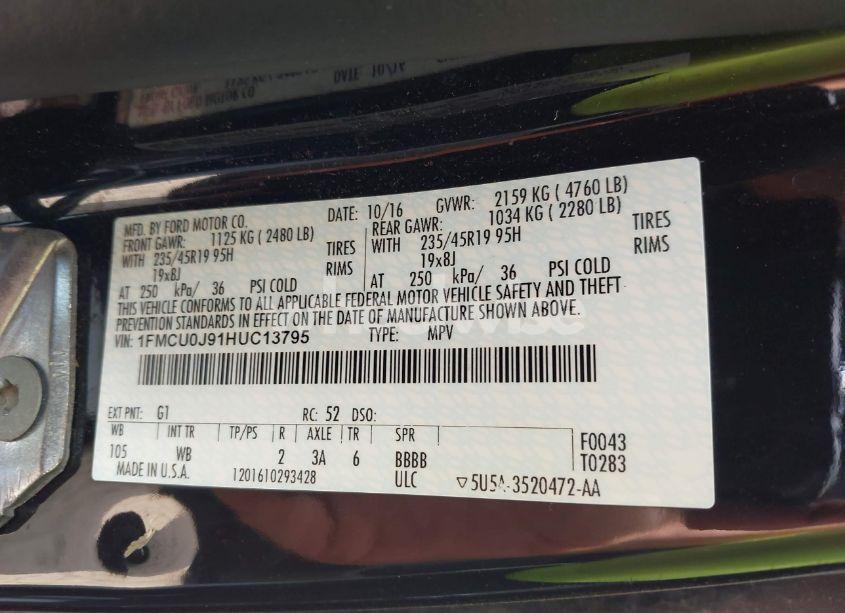 MFD. BY FORD MOTOR CO.
DATE: 10/16 GVWR: 2159 KG ( 4760 LB)
FRONT GAWR: 1125 KG ( 2480 LB) REAR GAWR: 1034 KG ( 2280 LB)
WITH 235/45R19 95H TIRES WITH 235/45R19 95H TIRES
19x8J RIMS 19x8J RIMS
AT 250 kPa/ 36 PSI COLD AT 250 kPa/ 36 PSI COLD
THIS VEHICLE CONFORMS TO ALL APPLICABLE FEDERAL MOTOR VEHICLE SAFETY AND THEFT
PREVENTION STANDARDS IN EFFECT ON THE DATE OF MANUFACTURE SHOWN ABOVE.
VIN: 1FMCU0J91HUC13795 TYPE: MPV
EXT PNT: G1 RC: 52 DSO:
WB INT TR TP/PS R AXLE TR SPR F0043
105 WB 2 3A 6 BBBB T0283
MADE IN U.S.A. 1201610293428 ULC ▽5U5A-3520472-AA